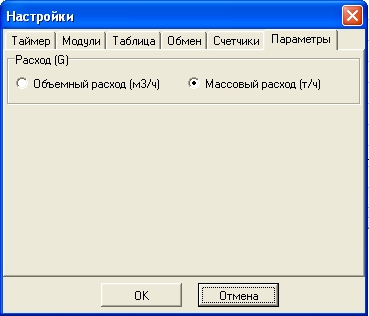 Настройки
Таймер Модули Таблица Обмен Счетчики Параметры
Расход (G)
Объемный расход (м3/ч) Массовый расход (т/ч)
OK Отмена